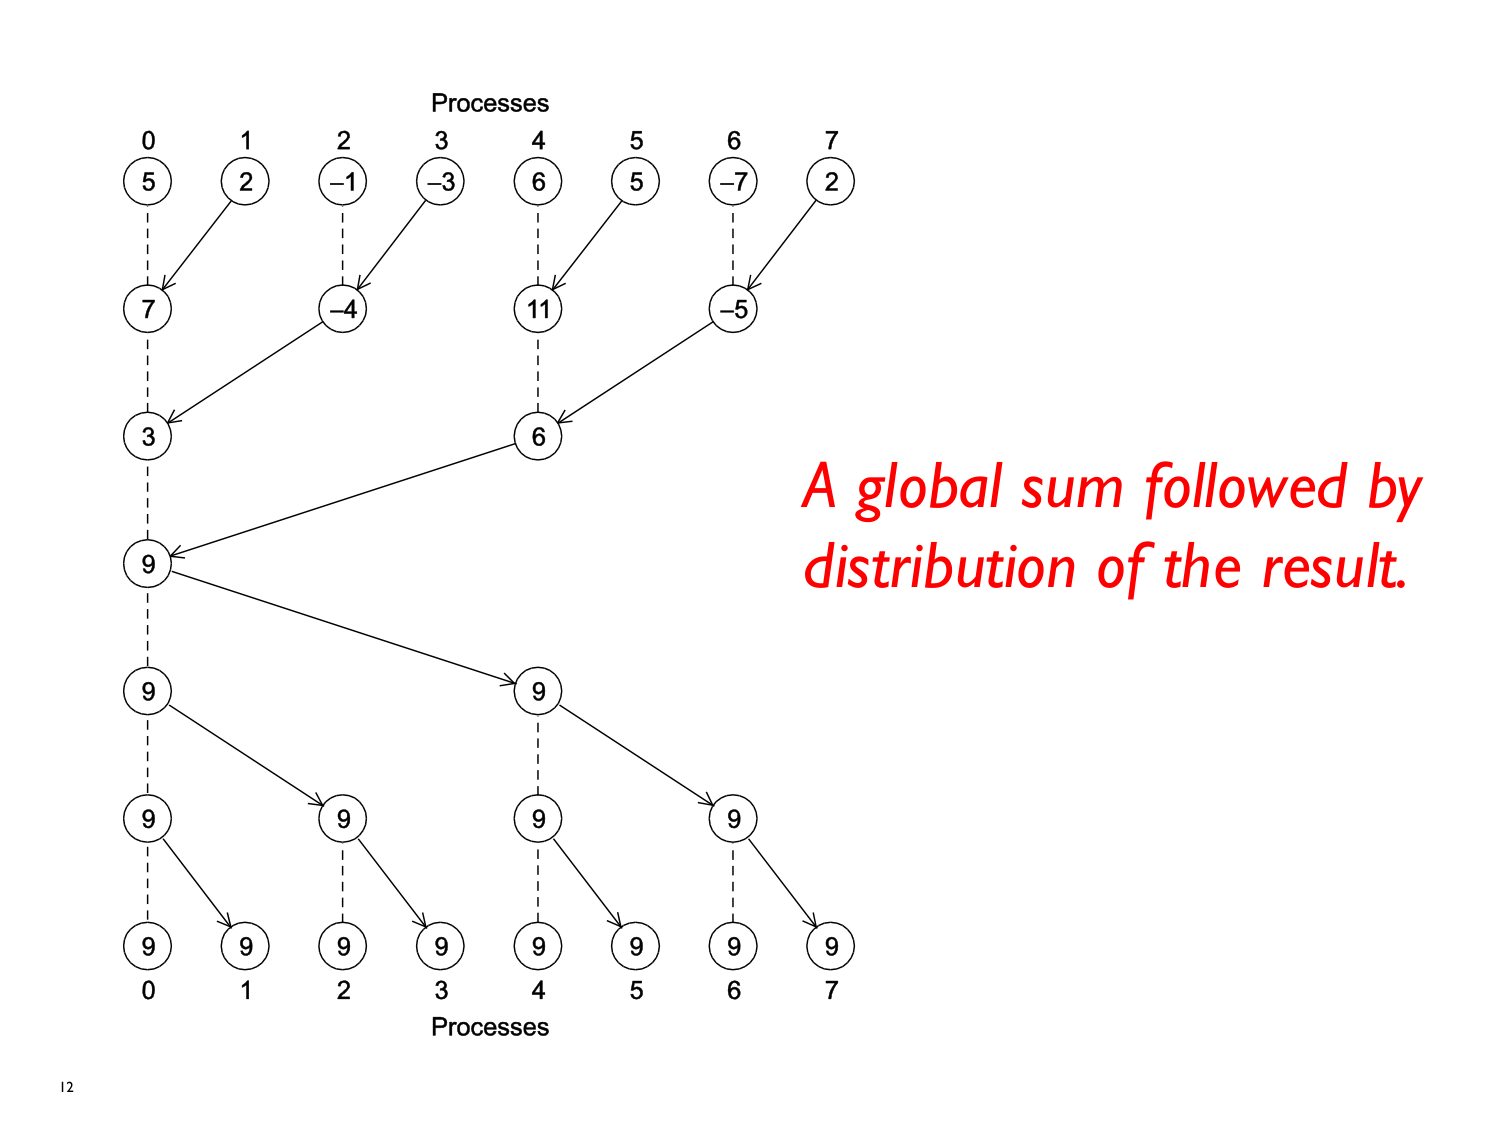 Processes
0 1 2 3 4 5 6 7
5 2 –1 –3 6 5 –7 2
7 –4 11 –5
3 6
A global sum followed by
distribution of the result.
9
9 9
9 9 9 9
9 9 9 9 9 9 9 9
0 1 2 3 4 5 6 7
Processes
12